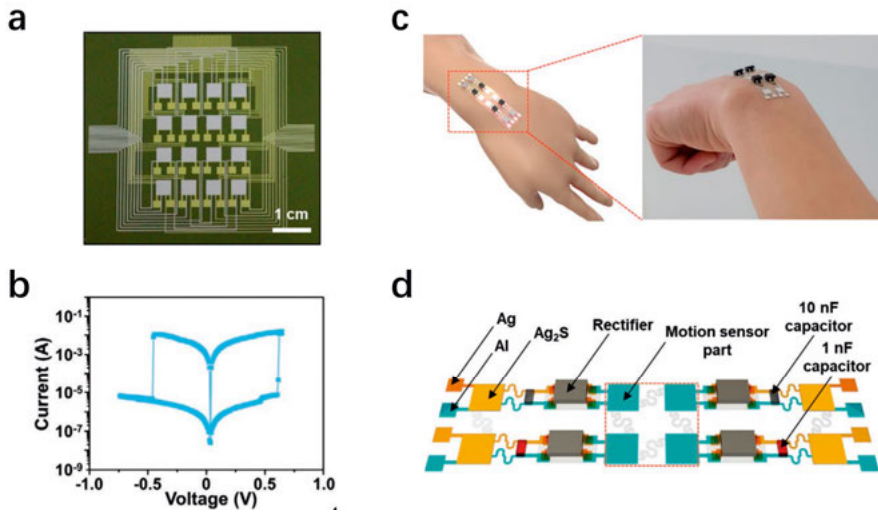 a
1 cm
b
Current (A)
10⁻¹
10⁻³
10⁻⁵
10⁻⁷
10⁻⁹
-1.0 -0.5 0.0 0.5 1.0
Voltage (V)
c
d
Ag
Al
Ag₂S
Rectifier
Motion sensor
part
10 nF
capacitor
1 nF
capacitor